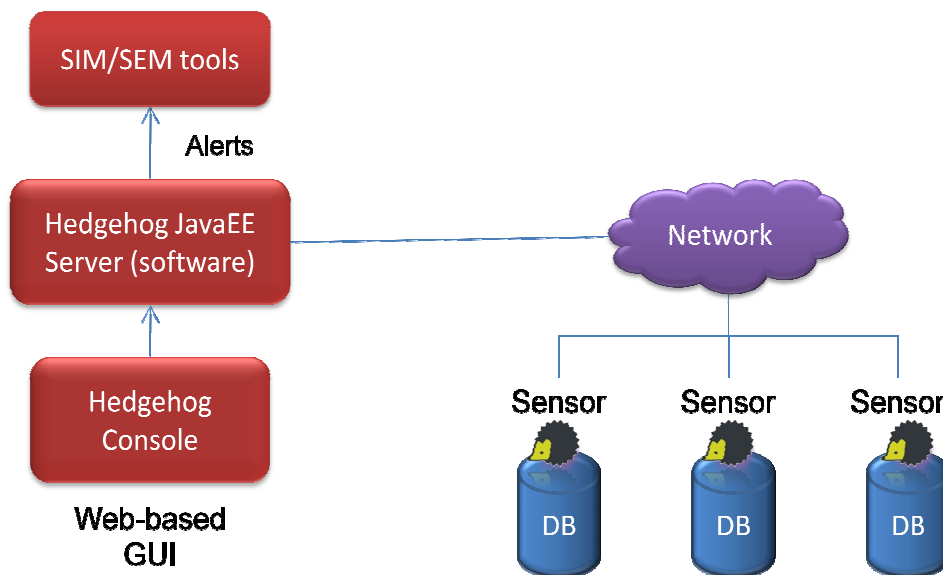 SIM/SEM tools
Alerts
Hedgehog JavaEE
Server (software)
Network
Hedgehog
Console
Web-based
GUI
Sensor
Sensor
Sensor
DB
DB
DB